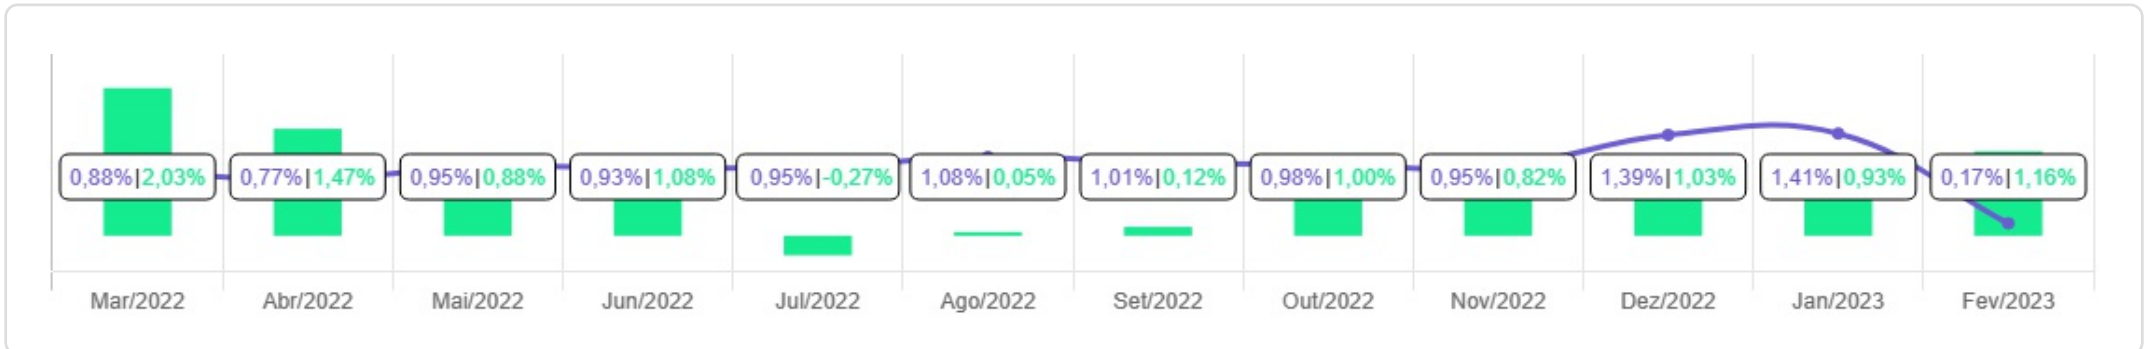 0,88%|2,03% 0,77%|1,47% 0,95%|0,88% 0,93%|1,08% 0,95%|-0,27% 1,08%|0,05% 1,01%|0,12% 0,98%|1,00% 0,95%|0,82% 1,39%|1,03% 1,41%|0,93% 0,17%|1,16%
Mar/2022 Abr/2022 Mai/2022 Jun/2022 Jul/2022 Ago/2022 Set/2022 Out/2022 Nov/2022 Dez/2022 Jan/2023 Fev/2023